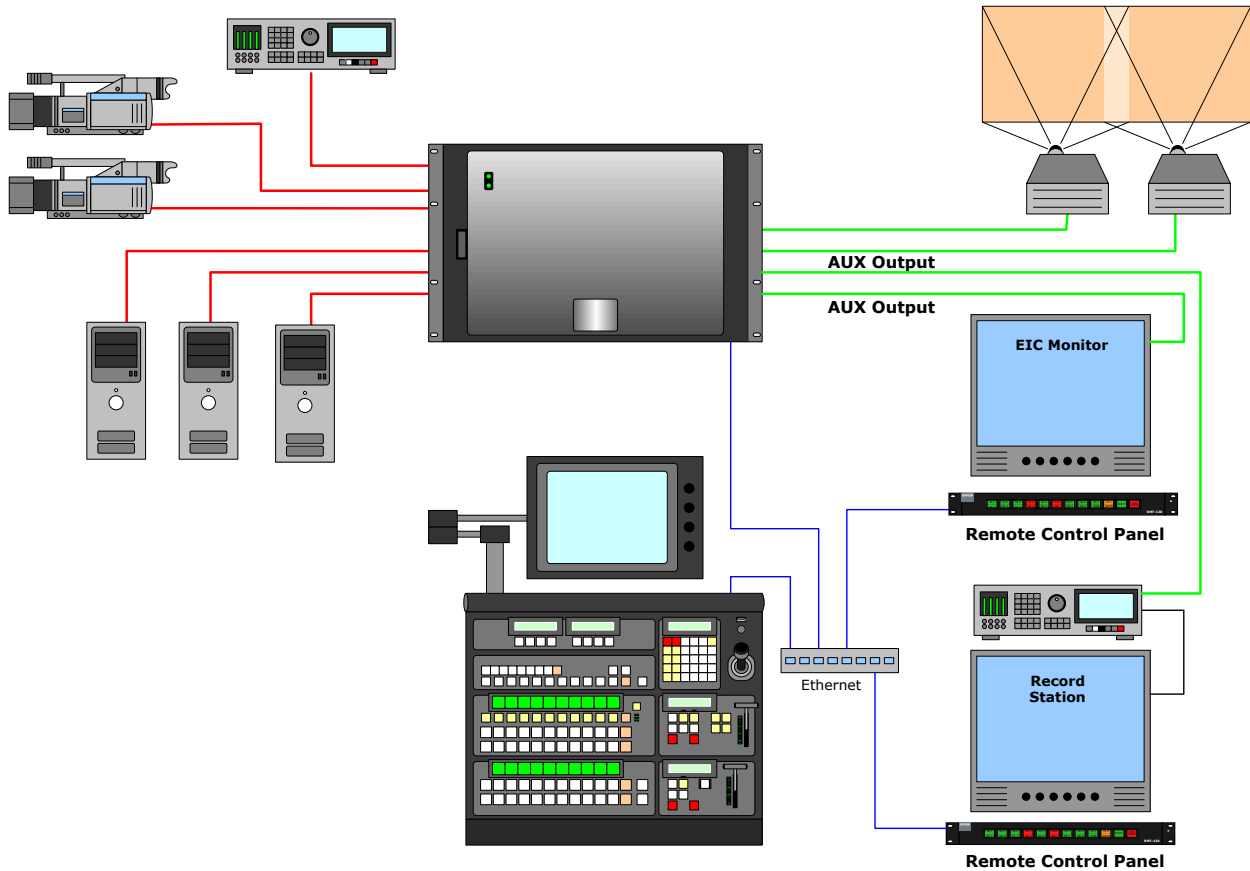 AUX Output
AUX Output
EIC Monitor
Remote Control Panel
Ethernet
Record
Station
Remote Control Panel